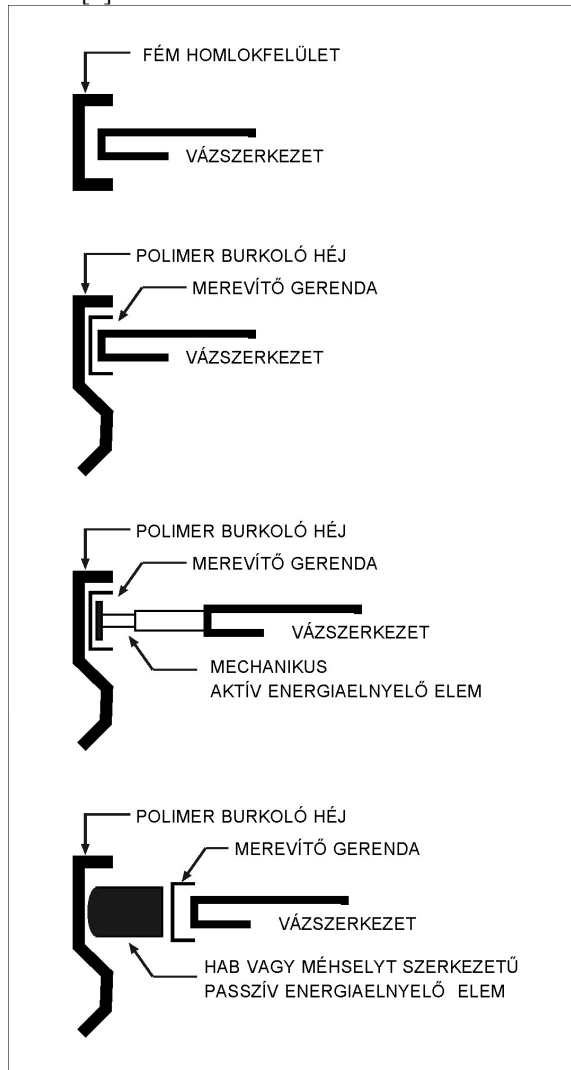 FÉM HOMLOKFELÜLET
VÁZSZERKEZET
POLIMER BURKOLÓ HÉJ
MEREVÍTŐ GERENDA
VÁZSZERKEZET
POLIMER BURKOLÓ HÉJ
MEREVÍTŐ GERENDA
VÁZSZERKEZET
MECHANIKUS
AKTÍV ENERGIAELNYELŐ ELEM
POLIMER BURKOLÓ HÉJ
MEREVÍTŐ GERENDA
VÁZSZERKEZET
HAB VAGY MÉHSELYT SZERKEZETŰ
PASSZÍV ENERGIAELNYELŐ ELEM